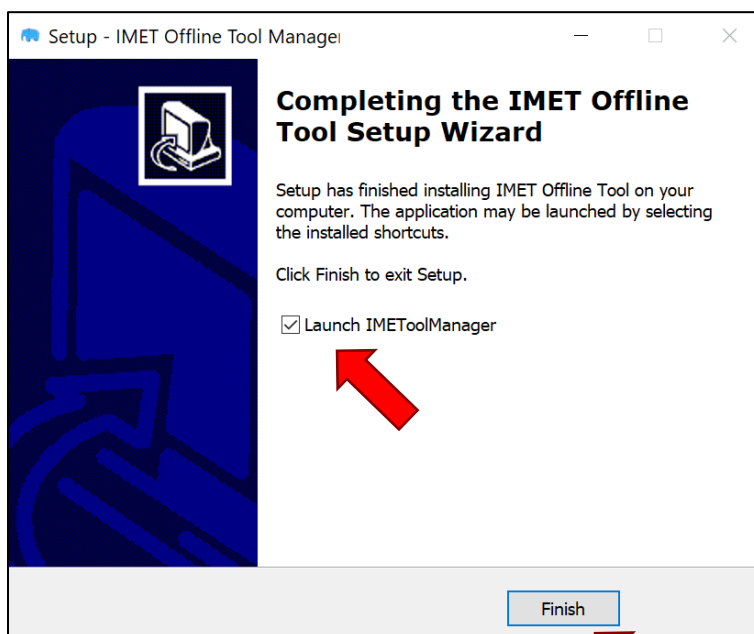 Setup - IMET Offline Tool Manager
Completing the IMET Offline
Tool Setup Wizard
Setup has finished installing IMET Offline Tool on your
computer. The application may be launched by selecting
the installed shortcuts.
Click Finish to exit Setup.
Launch IMEToolManager
Finish